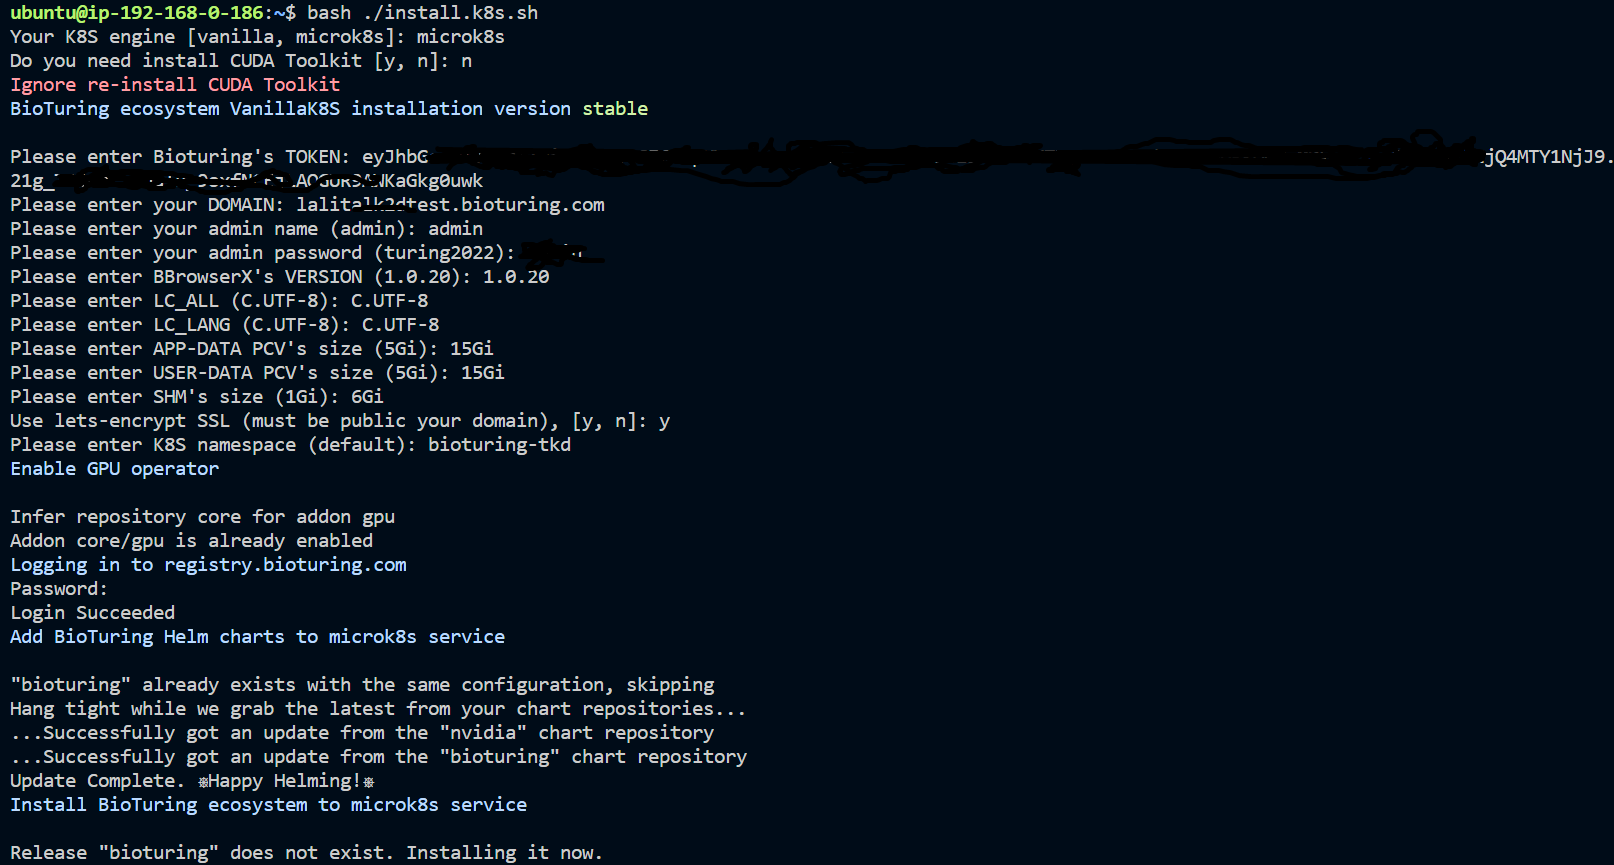 ubuntu@ip-192-168-0-186:~$ bash ./install.k8s.sh
Your K8S engine [vanilla, microk8s]: microk8s
Do you need install CUDA Toolkit [y, n]: n
Ignore re-install CUDA Toolkit
BioTuring ecosystem VanillaK8S installation version stable
Please enter Bioturing's TOKEN: eyJhbG jQ4MTY1NjJ9.
21g_ KaGkg0uwk
Please enter your DOMAIN: lalitalk2dtest.bioturing.com
Please enter your admin name (admin): admin
Please enter your admin password (turing2022):
Please enter BBrowserX's VERSION (1.0.20): 1.0.20
Please enter LC_ALL (C.UTF-8): C.UTF-8
Please enter LC_LANG (C.UTF-8): C.UTF-8
Please enter APP-DATA PCV's size (5Gi): 15Gi
Please enter USER-DATA PCV's size (5Gi): 15Gi
Please enter SHM's size (1Gi): 6Gi
Use lets-encrypt SSL (must be public your domain), [y, n]: y
Please enter K8S namespace (default): bioturing-tkd
Enable GPU operator
Infer repository core for addon gpu
Addon core/gpu is already enabled
Logging in to registry.bioturing.com
Password:
Login Succeeded
Add BioTuring Helm charts to microk8s service
"bioturing" already exists with the same configuration, skipping
Hang tight while we grab the latest from your chart repositories...
...Successfully got an update from the "nvidia" chart repository
...Successfully got an update from the "bioturing" chart repository
Update Complete. ⎈Happy Helming!⎈
Install BioTuring ecosystem to microk8s service
Release "bioturing" does not exist. Installing it now.